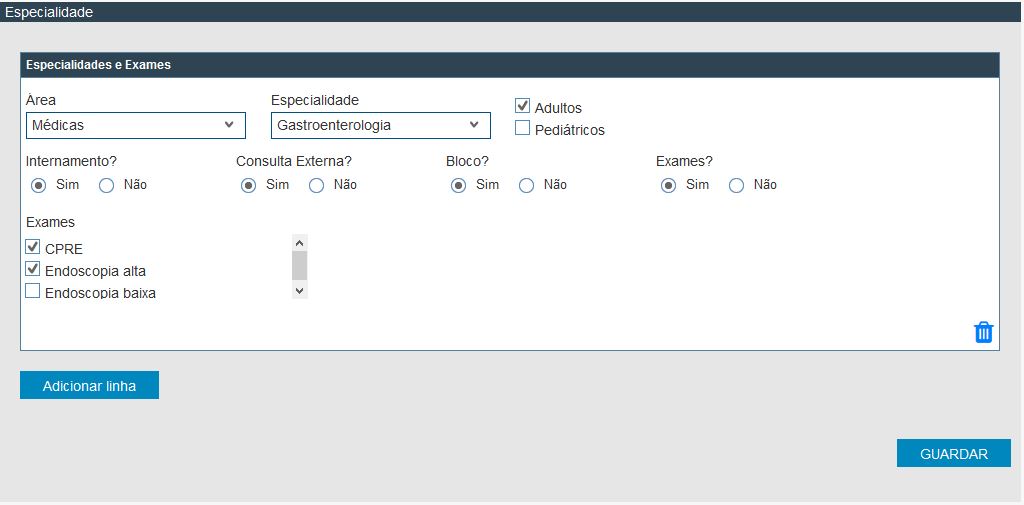 Especialidade
Especialidades e Exames
Área Especialidade
Médicas Gastroenterologia
Adultos
Pediátricos
Internamento? Consulta Externa? Bloco? Exames?
Sim Não Sim Não Sim Não Sim Não
Exames
CPRE
Endoscopia alta
Endoscopia baixa
Adicionar linha
GUARDAR